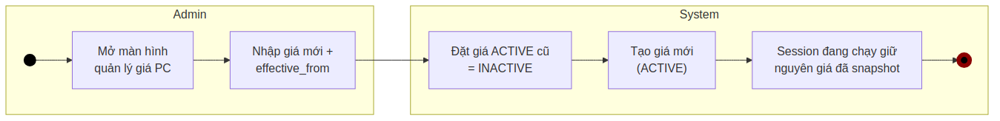 Admin
Mở màn hình
quản lý giá PC
Nhập giá mới +
effective_from
System
Đặt giá ACTIVE cũ
= INACTIVE
Tạo giá mới
(ACTIVE)
Session đang chạy giữ
nguyên giá đã snapshot